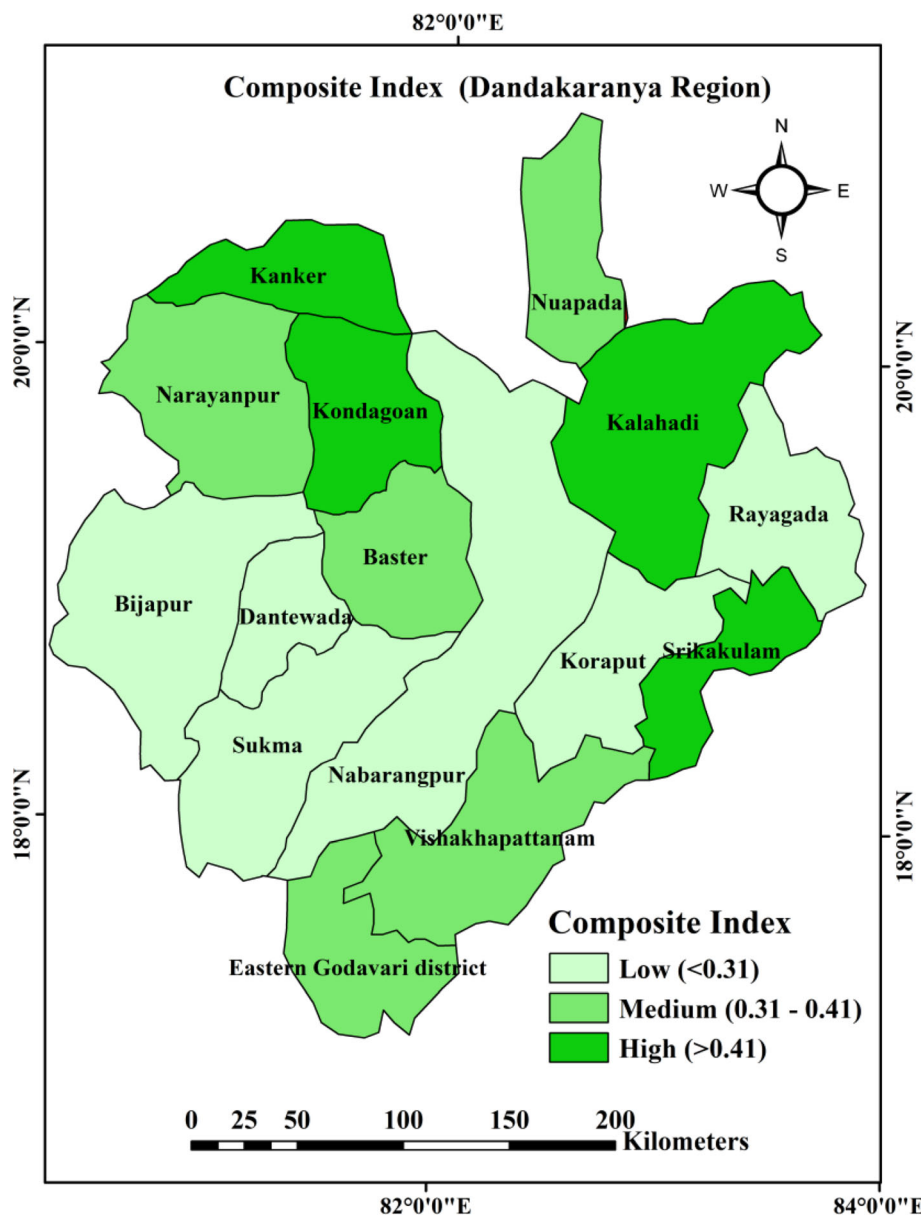 82°0'0"E
Composite Index (Dandakaranya Region)
N
W
E
S
Kanker
Nuapada
20°0'0"N
20°0'0"N
Narayanpur
Kondagoan
Kalahadi
Rayagada
Baster
Bijapur
Dantewada
Koraput
Srikakulam
Sukma
Nabarangpur
18°0'0"N
18°0'0"N
Vishakhapattanam
Eastern Godavari district
Composite Index
Low (<0.31)
Medium (0.31 - 0.41)
High (>0.41)
0 25 50 100 150 200
Kilometers
82°0'0"E
84°0'0"E